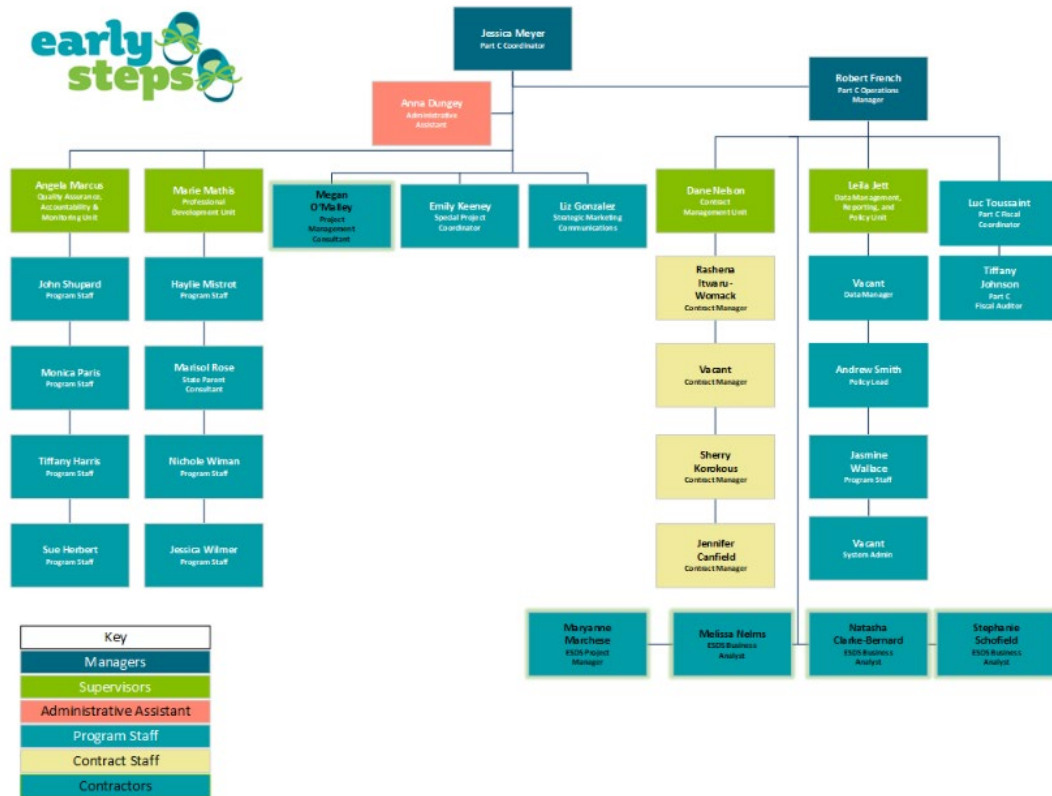 early
steps
Jessica Meyer
Part C Coordinator
Robert French
Part C Operations
Manager
Anna Dungey
Administrative
Assistant
Angela Marcus
Quality Assurance,
Accountability &
Monitoring Unit
Marie Mathis
Professional
Development Unit
Megan
O'Malley
Project
Management
Consultant
Emily Keeney
Special Project
Coordinator
Liz Gonzalez
Strategic Marketing
Communications
Dane Nelson
Contract
Management Unit
Leila Jett
Data Management,
Reporting, and
Policy Unit
Luc Toussaint
Part C Fiscal
Coordinator
John Shupard
Program Staff
Haylie Mistrot
Program Staff
Rashena
Itwaru-
Womack
Contract Manager
Vacant
Data Manager
Tiffany
Johnson
Part C
Fiscal Auditor
Monica Paris
Program Staff
Marisol Rose
State Parent
Consultant
Vacant
Contract Manager
Andrew Smith
Policy Lead
Tiffany Harris
Program Staff
Nichole Wiman
Program Staff
Sherry
Korokous
Contract Manager
Jasmine
Wallace
Program Staff
Sue Herbert
Program Staff
Jessica Wilmer
Program Staff
Jennifer
Canfield
Contract Manager
Vacant
System Admin
Maryanne
Marchese
ESDS Project
Manager
Melissa Nelms
ESDS Business
Analyst
Natasha
Clarke-Bernard
ESDS Business
Analyst
Stephanie
Schofield
ESDS Business
Analyst
Key
Managers
Supervisors
Administrative Assistant
Program Staff
Contract Staff
Contractors